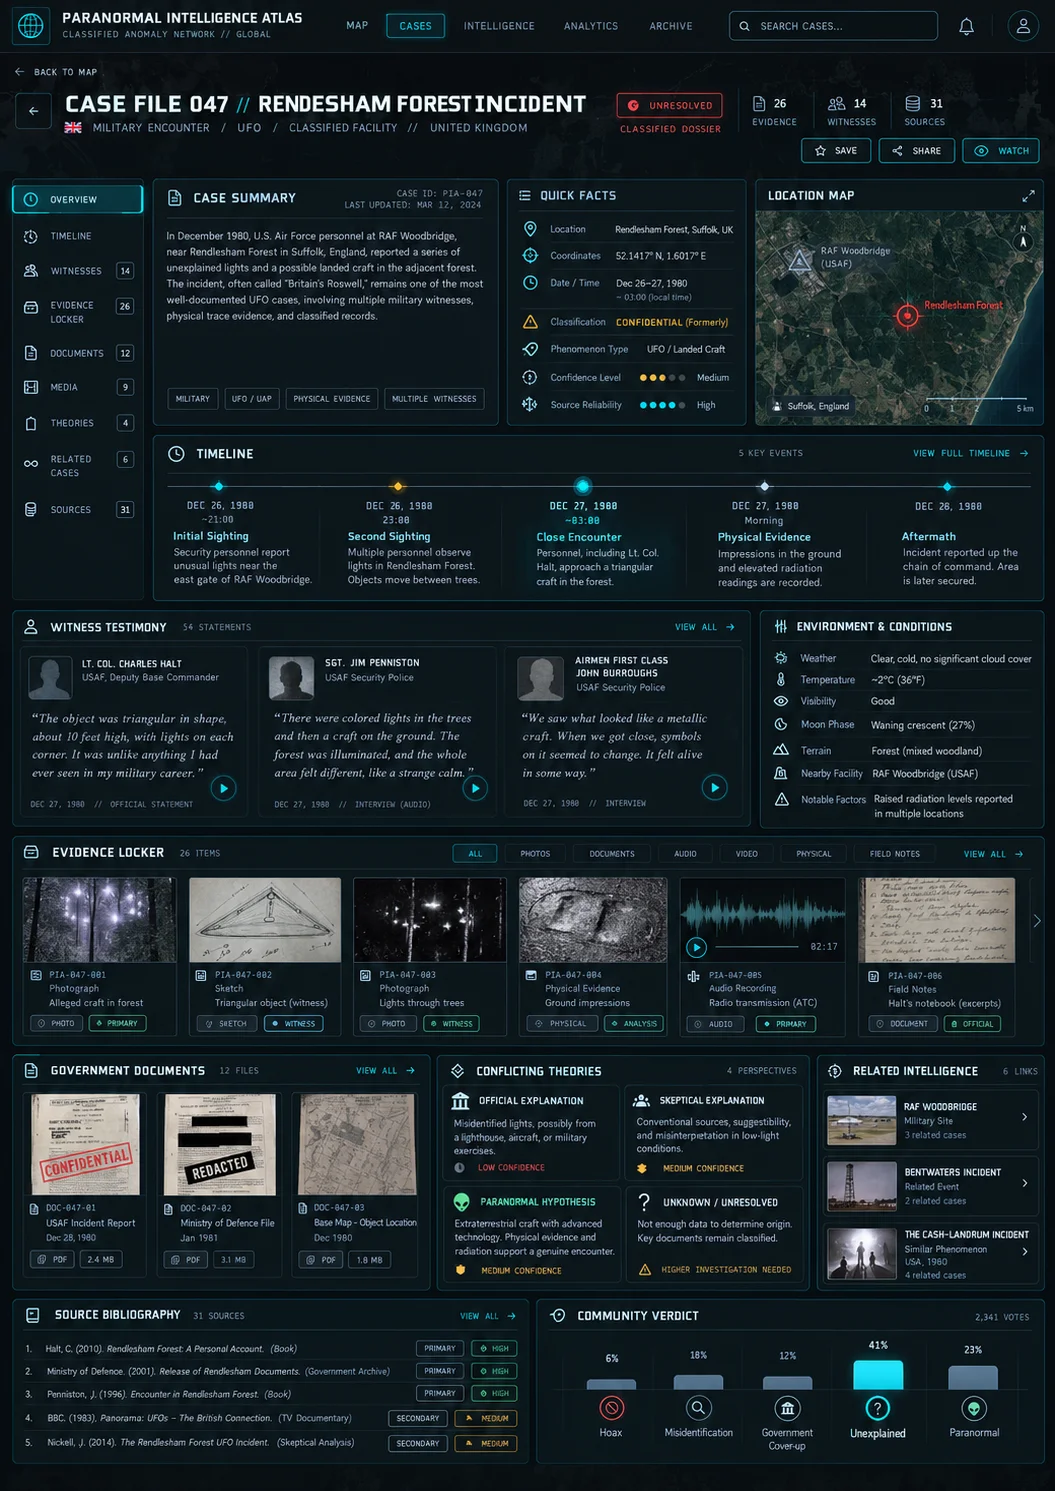 PARANORMAL INTELLIGENCE ATLAS
CLASSIFIED ANOMALY NETWORK // GLOBAL
MAP
CASES
INTELLIGENCE
ANALYTICS
ARCHIVE
SEARCH CASES...
BACK TO MAP
CASE FILE 047 // RENDESHAM FOREST INCIDENT
MILITARY ENCOUNTER / UFO / CLASSIFIED FACILITY // UNITED KINGDOM
UNRESOLVED
CLASSIFIED DOSSIER
26
EVIDENCE
14
WITNESSES
31
SOURCES
SAVE
SHARE
WATCH
OVERVIEW
TIMELINE
WITNESSES 14
EVIDENCE LOCKER 26
DOCUMENTS 12
MEDIA 9
THEORIES 4
RELATED CASES 6
SOURCES 31
CASE SUMMARY
CASE ID: PIA-047
LAST UPDATED: MAR 12, 2024
In December 1980, U.S. Air Force personnel at RAF Woodbridge,
near Rendlesham Forest in Suffolk, England, reported a series of
unexplained lights and a possible landed craft in the adjacent forest.
The incident, often called "Britain's Roswell," remains one of the most
well-documented UFO cases, involving multiple military witnesses,
physical trace evidence, and classified records.
MILITARY
UFO / UAP
PHYSICAL EVIDENCE
MULTIPLE WITNESSES
QUICK FACTS
Location Rendlesham Forest, Suffolk, UK
Coordinates 52.1417° N, 1.6017° E
Date / Time Dec 26–27, 1980
~ 03:00 (local time)
Classification CONFIDENTIAL (Formerly)
Phenomenon Type UFO / Landed Craft
Confidence Level Medium
Source Reliability High
LOCATION MAP
N
RAF Woodbridge
(USAF)
Rendlesham Forest
Suffolk, England
0 1 2 5 km
TIMELINE
5 KEY EVENTS
VIEW FULL TIMELINE
DEC 26, 1980
~21:00
Initial Sighting
Security personnel report
unusual lights near the
east gate of RAF Woodbridge.
DEC 26, 1980
23:00
Second Sighting
Multiple personnel observe
lights in Rendlesham Forest.
Objects move between trees.
DEC 27, 1980
~03:00
Close Encounter
Personnel, including Lt. Col.
Halt, approach a triangular
craft in the forest.
DEC 27, 1980
Morning
Physical Evidence
Impressions in the ground
and elevated radiation
readings are recorded.
DEC 28, 1980
Aftermath
Incident reported up the
chain of command. Area
is later secured.
WITNESS TESTIMONY
54 STATEMENTS
VIEW ALL
LT. COL. CHARLES HALT
USAF, Deputy Base Commander
"The object was triangular in shape,
about 10 feet high, with lights on each
corner. It was unlike anything I had
ever seen in my military career."
DEC 27, 1980 // OFFICIAL STATEMENT
SGT. JIM PENNISTON
USAF Security Police
"There were colored lights in the trees
and then a craft on the ground. The
forest was illuminated, and the whole
area felt different, like a strange calm."
DEC 27, 1980 // INTERVIEW (AUDIO)
AIRMEN FIRST CLASS
JOHN BURROUGHS
USAF Security Police
"We saw what looked like a metallic
craft. When we got close, symbols
on it seemed to change. It felt alive
in some way."
DEC 27, 1980 // INTERVIEW
ENVIRONMENT & CONDITIONS
Weather Clear, cold, no significant cloud cover
Temperature ~2°C (36°F)
Visibility Good
Moon Phase Waning crescent (27%)
Terrain Forest (mixed woodland)
Nearby Facility RAF Woodbridge (USAF)
Notable Factors Raised radiation levels reported
in multiple locations
EVIDENCE LOCKER
26 ITEMS
ALL
PHOTOS
DOCUMENTS
AUDIO
VIDEO
PHYSICAL
FIELD NOTES
VIEW ALL
PIA-047-001
Photograph
Alleged craft in forest
PHOTO
PRIMARY
PIA-047-002
Sketch
Triangular object (witness)
SKETCH
WITNESS
PIA-047-003
Photograph
Lights through trees
PHOTO
WITNESS
PIA-047-004
Physical Evidence
Ground impressions
PHYSICAL
ANALYSIS
02:17
PIA-047-005
Audio Recording
Radio transmission (ATC)
AUDIO
PRIMARY
PIA-047-006
Field Notes
Halt's notebook (excerpts)
DOCUMENT
OFFICIAL
GOVERNMENT DOCUMENTS
12 FILES
VIEW ALL
CONFIDENTIAL
DOC-047-01
USAF Incident Report
Dec 28, 1980
PDF
2.4 MB
REDACTED
DOC-047-02
Ministry of Defence File
Jan 1981
PDF
3.1 MB
DOC-047-03
Base Map - Object Location
Dec 1980
PDF
1.8 MB
CONFLICTING THEORIES
4 PERSPECTIVES
OFFICIAL EXPLANATION
Misidentified lights, possibly from
a lighthouse, aircraft, or military
exercises.
LOW CONFIDENCE
SKEPTICAL EXPLANATION
Conventional sources, suggestibility,
and misinterpretation in low-light
conditions.
MEDIUM CONFIDENCE
PARANORMAL HYPOTHESIS
Extraterrestrial craft with advanced
technology. Physical evidence and
radiation support a genuine encounter.
MEDIUM CONFIDENCE
UNKNOWN / UNRESOLVED
Not enough data to determine origin.
Key documents remain classified.
HIGHER INVESTIGATION NEEDED
RELATED INTELLIGENCE
6 LINKS
RAF WOODBRIDGE
Military Site
3 related cases
BENTWATERS INCIDENT
Related Event
2 related cases
THE CASH-LANDRUM INCIDENT
Similar Phenomenon
USA, 1980
4 related cases
SOURCE BIBLIOGRAPHY
31 SOURCES
VIEW ALL
1. Halt, C. (2010). Rendlesham Forest: A Personal Account. (Book) PRIMARY HIGH
2. Ministry of Defence. (2001). Release of Rendlesham Documents. (Government Archive) PRIMARY HIGH
3. Penniston, J. (1996). Encounter in Rendlesham Forest. (Book) PRIMARY HIGH
4. BBC. (1983). Panorama: UFOs – The British Connection. (TV Documentary) SECONDARY MEDIUM
5. Nickell, J. (2014). The Rendlesham Forest UFO Incident. (Skeptical Analysis) SECONDARY MEDIUM
COMMUNITY VERDICT
2,341 VOTES
6%
Hoax
18%
Misidentification
12%
Government
Cover-up
41%
Unexplained
23%
Paranormal